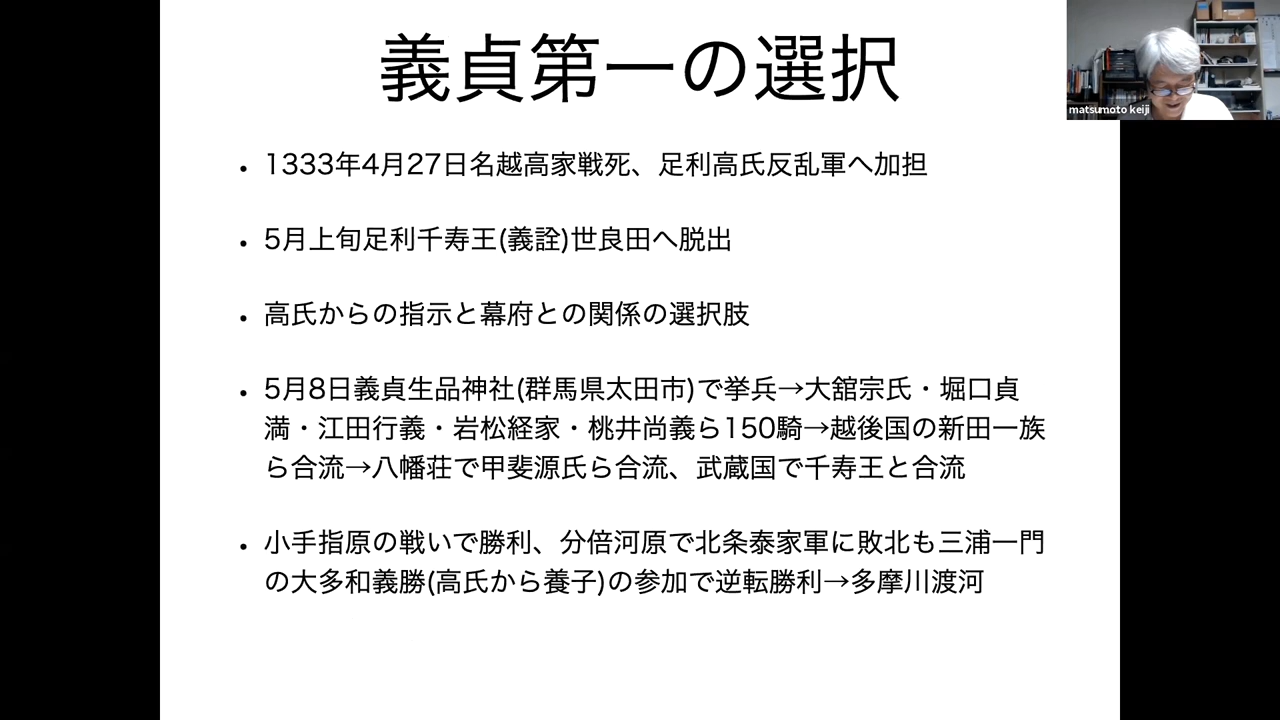 義貞第一の選択
matsumoto keiji
• 1333年4月27日名越高家戦死、足利高氏反乱軍へ加担
• 5月上旬足利千寿王(義詮)世良田へ脱出
• 高氏からの指示と幕府との関係の選択肢
• 5月8日義貞生品神社(群馬県太田市)で挙兵→大舘宗氏・堀口貞
満・江田行義・岩松経家・桃井尚義ら150騎→越後国の新田一族
ら合流→八幡荘で甲斐源氏ら合流、武蔵国で千寿王と合流
• 小手指原の戦いで勝利、分倍河原で北条泰家軍に敗北も三浦一門
の大多和義勝(高氏から養子)の参加で逆転勝利→多摩川渡河